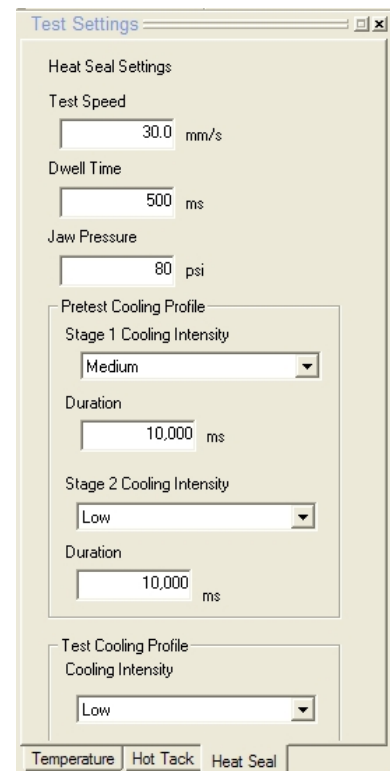 Test Settings
Heat Seal Settings
Test Speed
30.0 mm/s
Dwell Time
500 ms
Jaw Pressure
80 psi
Pretest Cooling Profile
Stage 1 Cooling Intensity
Medium
Duration
10,000 ms
Stage 2 Cooling Intensity
Low
Duration
10,000 ms
Test Cooling Profile
Cooling Intensity
Low
Temperature Hot Tack Heat Seal